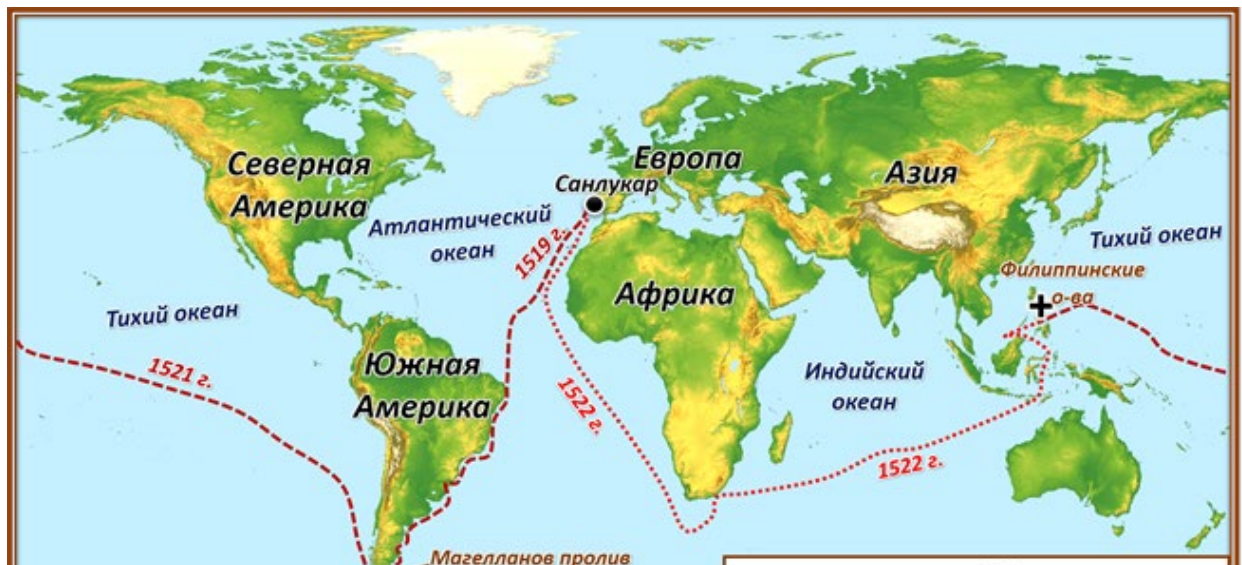 Северная
Америка
Европа
Санлукар
Азия
Атлантический
океан
1519 г.
Тихий океан
Филиппинские
о-ва
Африка
Тихий океан
1521 г.
Южная
Америка
1522 г.
Индийский
океан
1522 г.
Магелланов пролив